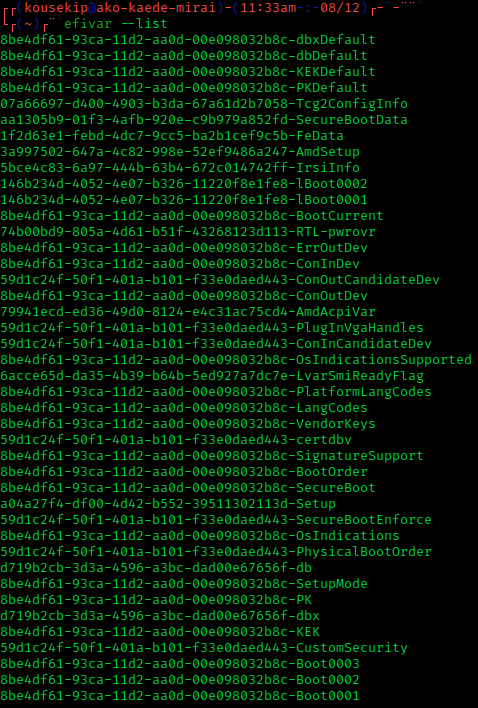 ┌┌(kousekip@ako-kaede-mirai)-(11:33am-:-08/12)┌-¨-¨¨˙
└┌(~)┌¨˙efivar --list
8be4df61-93ca-11d2-aa0d-00e098032b8c-dbxDefault
8be4df61-93ca-11d2-aa0d-00e098032b8c-dbDefault
8be4df61-93ca-11d2-aa0d-00e098032b8c-KEKDefault
8be4df61-93ca-11d2-aa0d-00e098032b8c-PKDefault
07a66697-d400-4903-b3da-67a61d2b7058-Tcg2ConfigInfo
aa1305b9-01f3-4afb-920e-c9b979a852fd-SecureBootData
1f2d63e1-febd-4dc7-9cc5-ba2b1cef9c5b-FeData
3a997502-647a-4c82-998e-52ef9486a247-AmdSetup
5bce4c83-6a97-444b-63b4-672c014742ff-IrsiInfo
146b234d-4052-4e07-b326-11220f8e1fe8-lBoot0002
146b234d-4052-4e07-b326-11220f8e1fe8-lBoot0001
8be4df61-93ca-11d2-aa0d-00e098032b8c-BootCurrent
74b00bd9-805a-4d61-b51f-43268123d113-RTL-pwrovr
8be4df61-93ca-11d2-aa0d-00e098032b8c-ErrOutDev
8be4df61-93ca-11d2-aa0d-00e098032b8c-ConInDev
59d1c24f-50f1-401a-b101-f33e0daed443-ConOutCandidateDev
8be4df61-93ca-11d2-aa0d-00e098032b8c-ConOutDev
79941ecd-ed36-49d0-8124-e4c31ac75cd4-AmdAcpiVar
59d1c24f-50f1-401a-b101-f33e0daed443-PlugInVgaHandles
59d1c24f-50f1-401a-b101-f33e0daed443-ConInCandidateDev
8be4df61-93ca-11d2-aa0d-00e098032b8c-OsIndicationsSupported
6acce65d-da35-4b39-b64b-5ed927a7dc7e-LvarSmiReadyFlag
8be4df61-93ca-11d2-aa0d-00e098032b8c-PlatformLangCodes
8be4df61-93ca-11d2-aa0d-00e098032b8c-LangCodes
8be4df61-93ca-11d2-aa0d-00e098032b8c-VendorKeys
59d1c24f-50f1-401a-b101-f33e0daed443-certdbv
8be4df61-93ca-11d2-aa0d-00e098032b8c-SignatureSupport
8be4df61-93ca-11d2-aa0d-00e098032b8c-BootOrder
8be4df61-93ca-11d2-aa0d-00e098032b8c-SecureBoot
a04a27f4-df00-4d42-b552-39511302113d-Setup
59d1c24f-50f1-401a-b101-f33e0daed443-SecureBootEnforce
8be4df61-93ca-11d2-aa0d-00e098032b8c-OsIndications
59d1c24f-50f1-401a-b101-f33e0daed443-PhysicalBootOrder
d719b2cb-3d3a-4596-a3bc-dad00e67656f-db
8be4df61-93ca-11d2-aa0d-00e098032b8c-SetupMode
8be4df61-93ca-11d2-aa0d-00e098032b8c-PK
d719b2cb-3d3a-4596-a3bc-dad00e67656f-dbx
8be4df61-93ca-11d2-aa0d-00e098032b8c-KEK
59d1c24f-50f1-401a-b101-f33e0daed443-CustomSecurity
8be4df61-93ca-11d2-aa0d-00e098032b8c-Boot0003
8be4df61-93ca-11d2-aa0d-00e098032b8c-Boot0002
8be4df61-93ca-11d2-aa0d-00e098032b8c-Boot0001